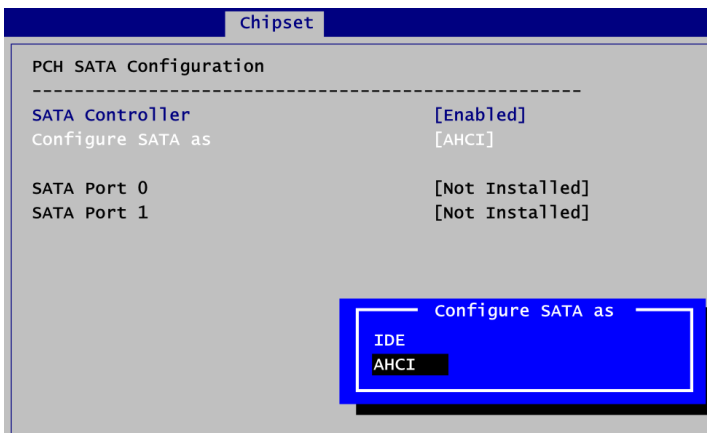 Chipset
PCH SATA Configuration
----------------------------------------------------
SATA Controller [Enabled]
Configure SATA as [AHCI]
SATA Port 0 [Not Installed]
SATA Port 1 [Not Installed]
Configure SATA as
IDE
AHCI